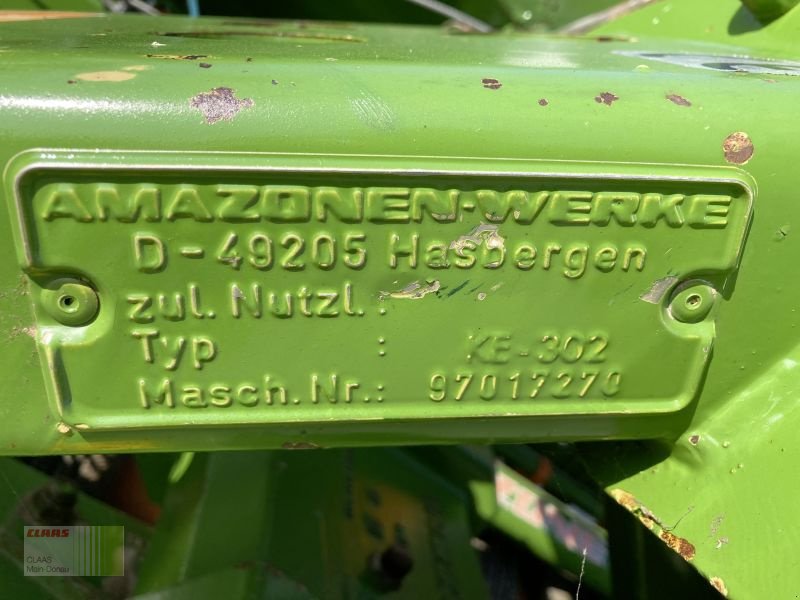 AMAZONEN-WERKE
D-49205 Hasbergen
zul. Nutzl. :
Typ : KE-302
Masch. Nr.: 97017270
CLAAS
CLAAS
Main-Donau